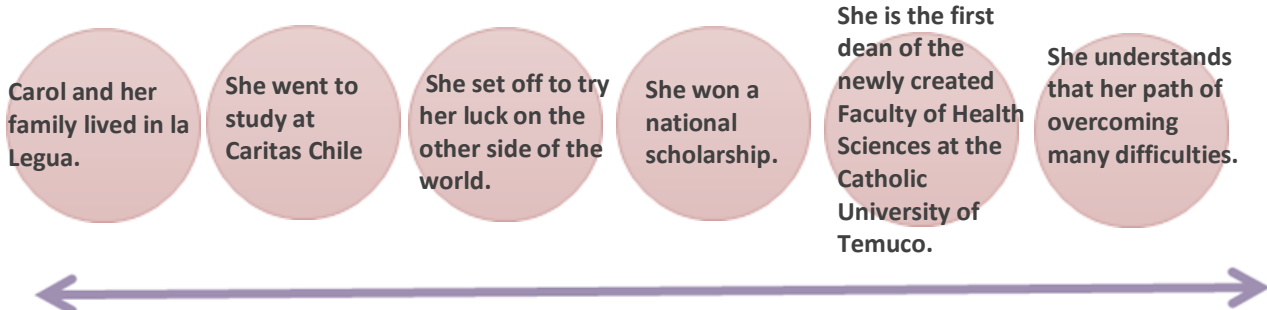 Carol and her
family lived in la
Legua.
She went to
study at
Caritas Chile
She set off to try
her luck on the
other side of the
world.
She won a
national
scholarship.
She is the first
dean of the
newly created
Faculty of Health
Sciences at the
Catholic
University of
Temuco.
She understands
that her path of
overcoming
many difficulties.